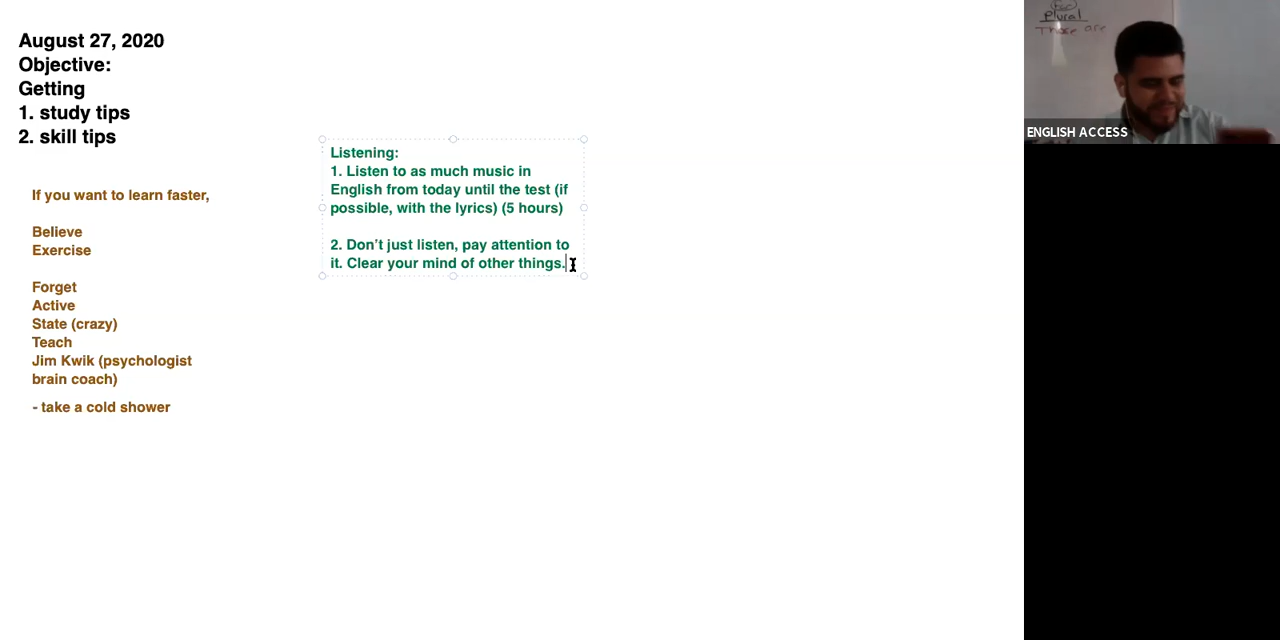 August 27, 2020
Objective:
Getting
1. study tips
2. skill tips
If you want to learn faster,
Believe
Exercise
Forget
Active
State (crazy)
Teach
Jim Kwik (psychologist
brain coach)
- take a cold shower
Listening:
1. Listen to as much music in
English from today until the test (if
possible, with the lyrics) (5 hours)
2. Don't just listen, pay attention to
it. Clear your mind of other things.
Plural
These are
ENGLISH ACCESS